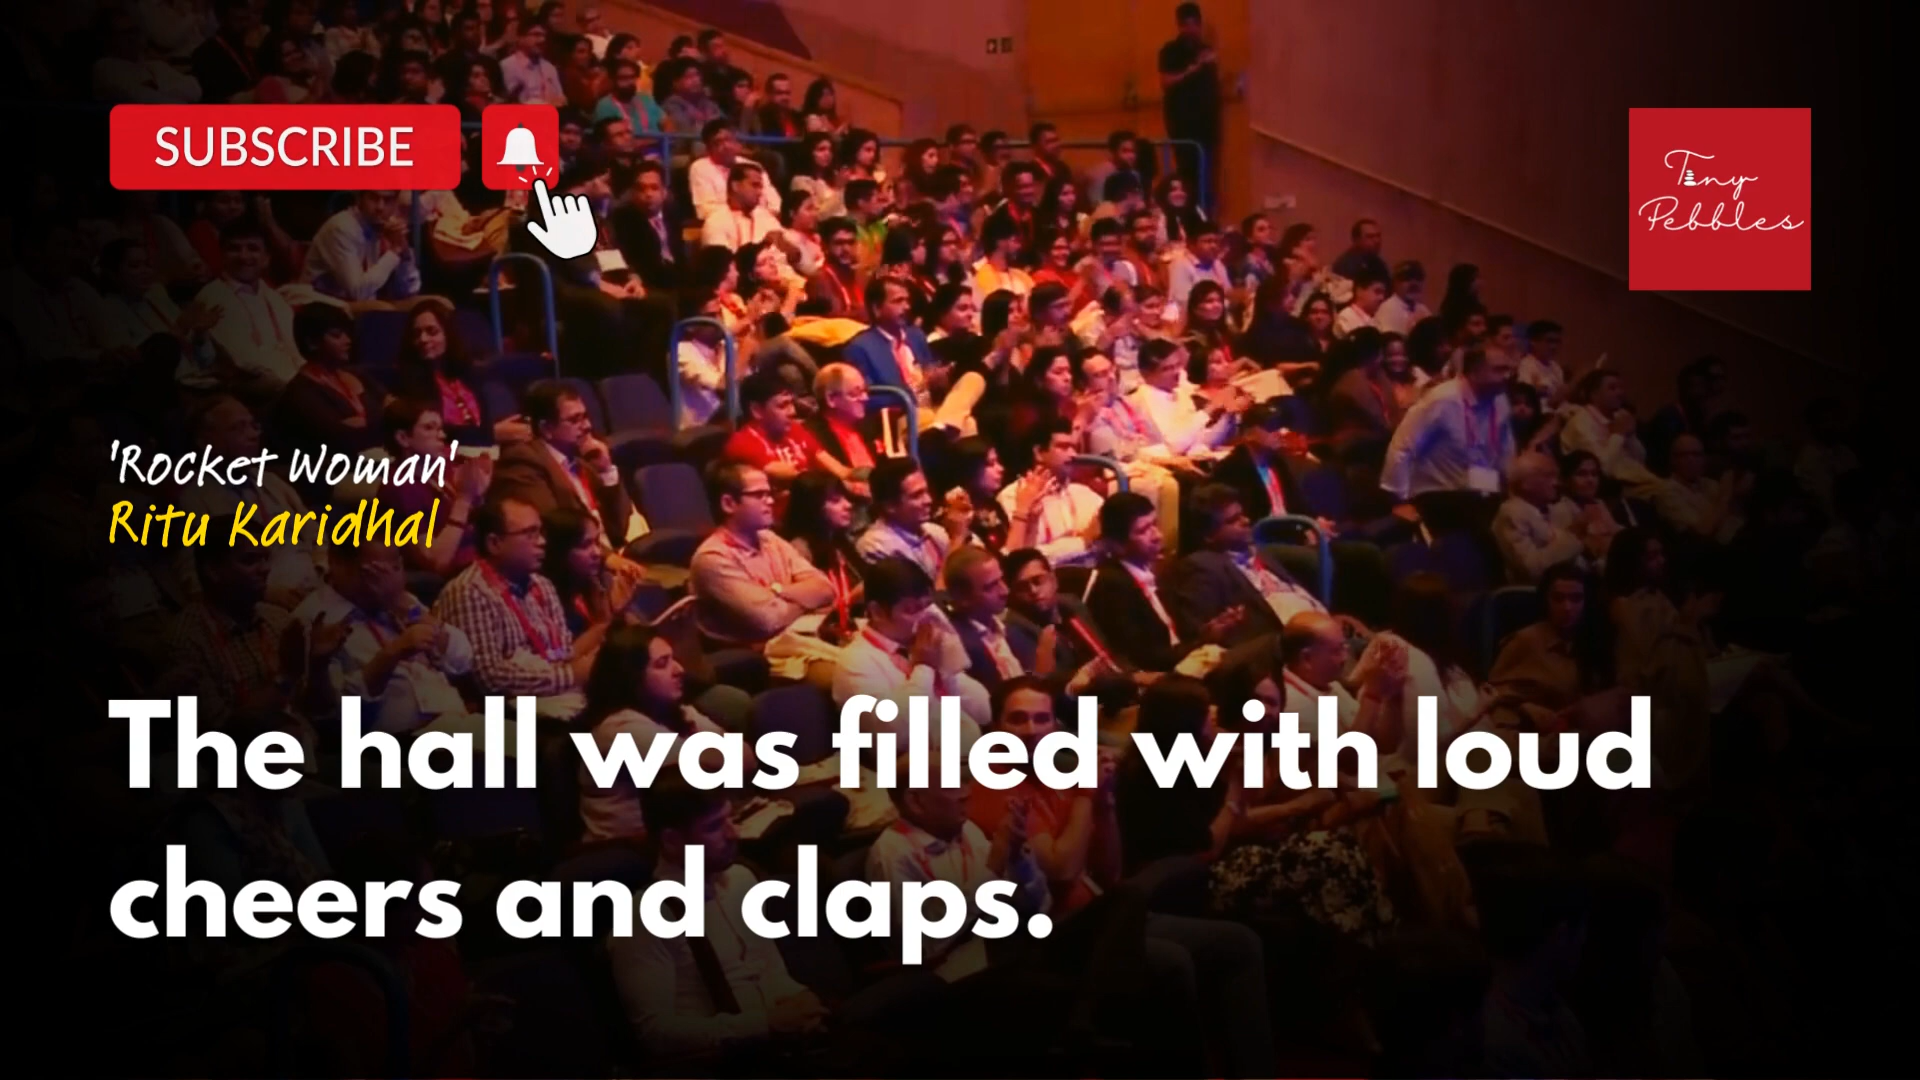 SUBSCRIBE
Tiny
Pebbles
'Rocket Woman'
Ritu Karidhal
The hall was filled with loud
cheers and claps.